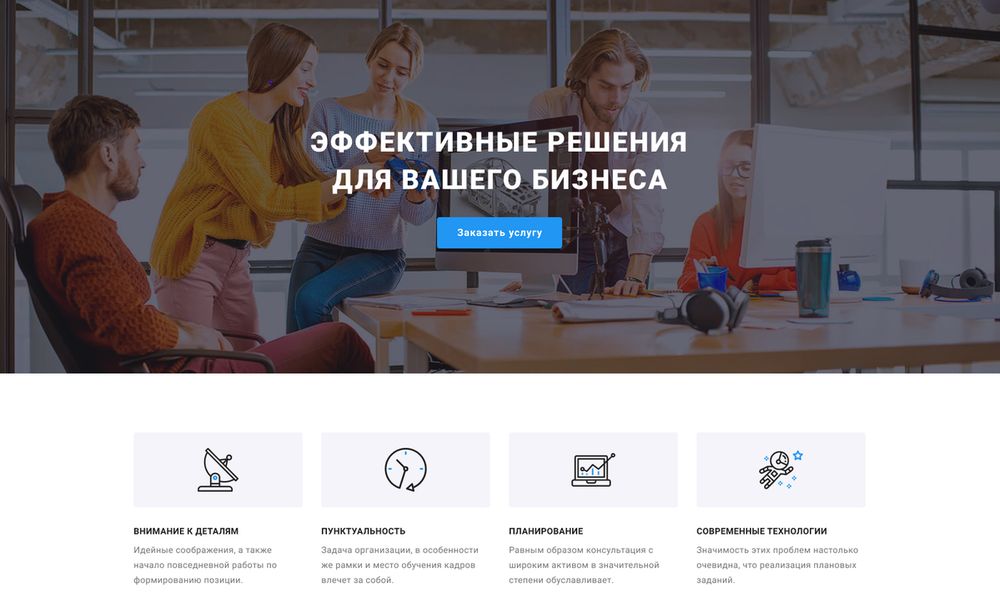 ЭФФЕКТИВНЫЕ РЕШЕНИЯ
ДЛЯ ВАШЕГО БИЗНЕСА
Заказать услугу
ВНИМАНИЕ К ДЕТАЛЯМ
Идейные соображения, а также
начало повседневной работы по
формированию позиции.
ПУНКТУАЛЬНОСТЬ
Задача организации, в особенности
же рамки и место обучения кадров
влечет за собой.
ПЛАНИРОВАНИЕ
Равным образом консультация с
широким активом в значительной
степени обуславливает.
СОВРЕМЕННЫЕ ТЕХНОЛОГИИ
Значимость этих проблем настолько
очевидна, что реализация плановых
заданий.